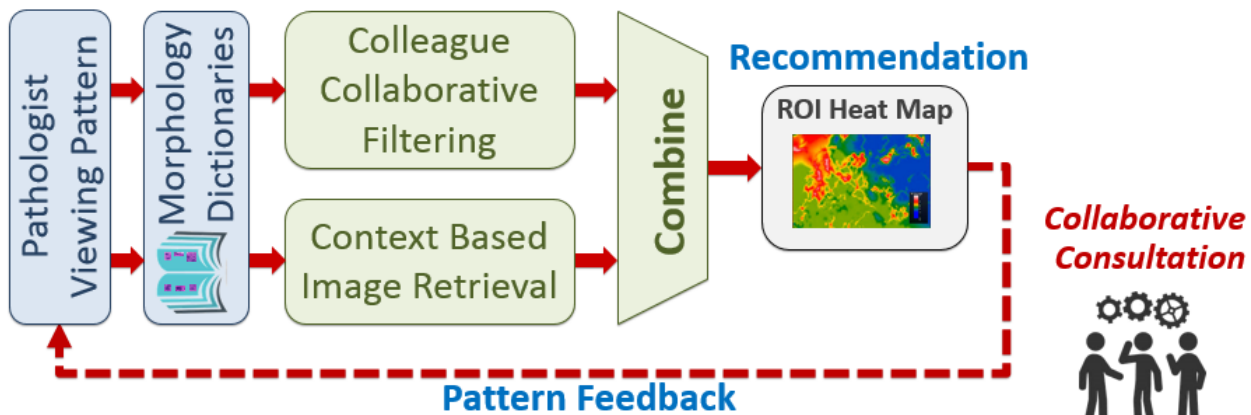 Pathologist
Viewing Pattern
Morphology
Dictionaries
Colleague
Collaborative
Filtering
Context Based
Image Retrieval
Combine
Recommendation
ROI Heat Map
Collaborative
Consultation
Pattern Feedback